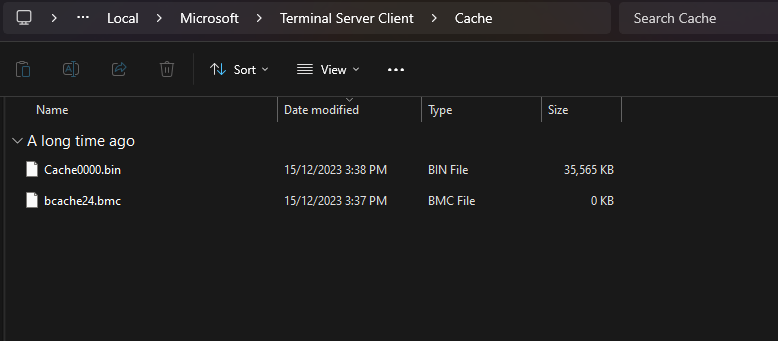 ··· > Local > Microsoft > Terminal Server Client > Cache Search Cache
Sort View ···
Name Date modified Type Size
A long time ago
Cache0000.bin 15/12/2023 3:38 PM BIN File 35,565 KB
bcache24.bmc 15/12/2023 3:37 PM BMC File 0 KB